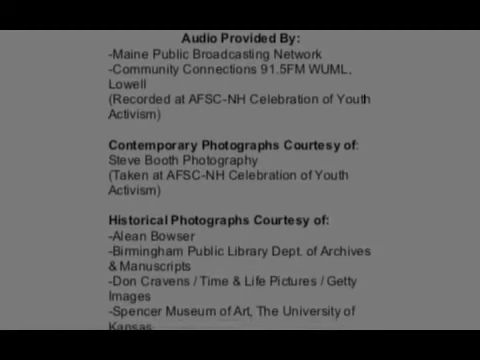 Audio Provided By:
-Maine Public Broadcasting Network
-Community Connections 91.5FM WUML,
Lowell
(Recorded at AFSC-NH Celebration of Youth
Activism)
Contemporary Photographs Courtesy of:
Steve Booth Photography
(Taken at AFSC-NH Celebration of Youth
Activism)
Historical Photographs Courtesy of:
-Alean Bowser
-Birmingham Public Library Dept. of Archives
& Manuscripts
-Don Cravens / Time & Life Pictures / Getty
Images
-Spencer Museum of Art, The University of
Kansas